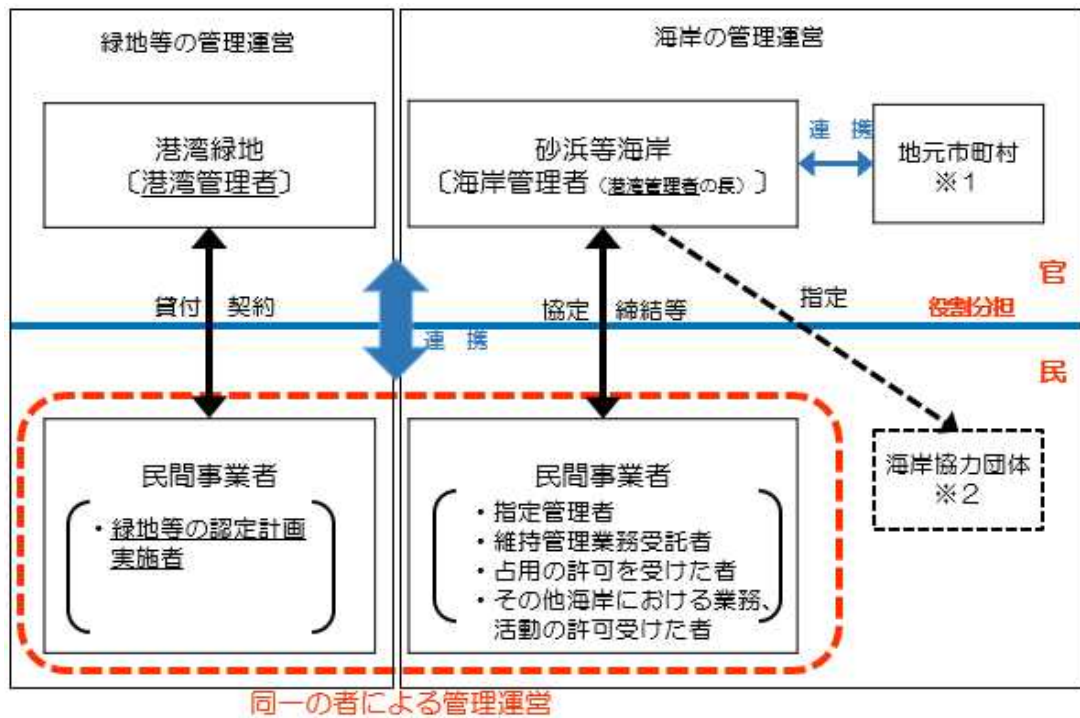 緑地等の管理運営
港湾緑地
〔港湾管理者〕
貸付 契約
民間事業者
・緑地等の認定計画
実施者
連 携
海岸の管理運営
砂浜等海岸
〔海岸管理者(港湾管理者の長)〕
連 携
地元市町村
※1
協定 締結等
指定
官
役割分担
民
民間事業者
・指定管理者
・維持管理業務受託者
・占用の許可を受けた者
・その他海岸における業務、
活動の許可受けた者
海岸協力団体
※2
同一の者による管理運営